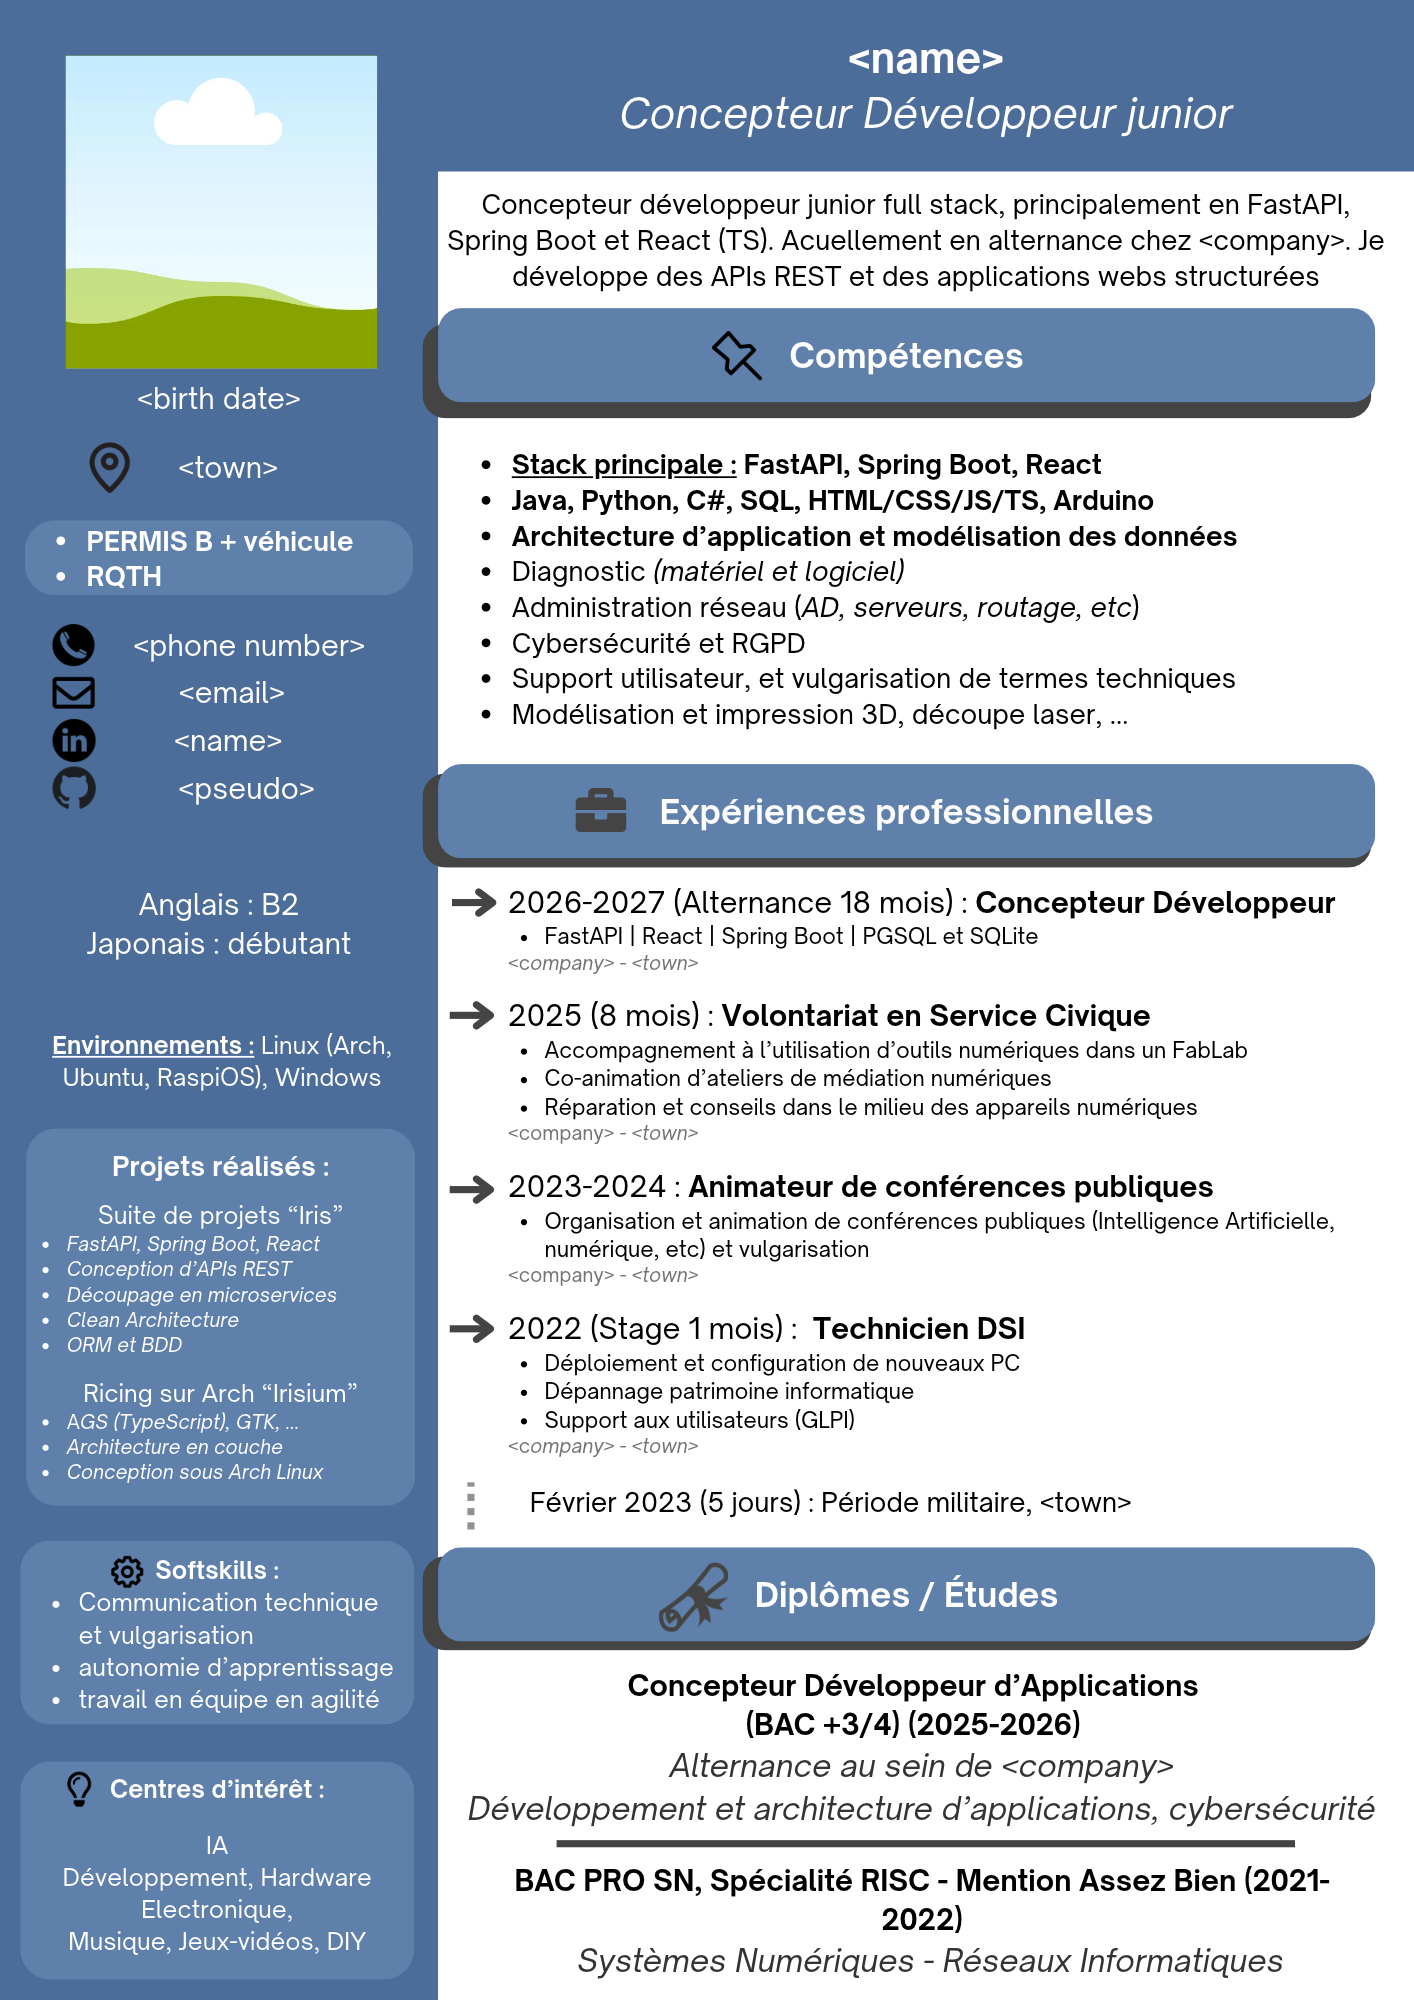 <name>
Concepteur Développeur junior
<birth date>
<town>
PERMIS B + véhicule
RQTH
<phone number>
<email>
in
<name>
<pseudo>
Anglais : B2
Japonais : débutant
Environnements : Linux (Arch,
Ubuntu, RaspiOS), Windows
Projets réalisés :
Suite de projets “Iris”
FastAPI, Spring Boot, React
Conception d’APIs REST
Découpage en microservices
Clean Architecture
ORM et BDD
Ricing sur Arch “Irisium”
AGS (TypeScript), GTK, ...
Architecture en couche
Conception sous Arch Linux
Softskills :
Communication technique
et vulgarisation
autonomie d’apprentissage
travail en équipe en agilité
Centres d’intérêt :
IA
Développement, Hardware
Electronique,
Musique, Jeux-vidéos, DIY
Concepteur développeur junior full stack, principalement en FastAPI,
Spring Boot et React (TS). Acuellement en alternance chez <company>. Je
développe des APIs REST et des applications webs structurées
Compétences
Stack principale : FastAPI, Spring Boot, React
Java, Python, C#, SQL, HTML/CSS/JS/TS, Arduino
Architecture d’application et modélisation des données
Diagnostic (matériel et logiciel)
Administration réseau (AD, serveurs, routage, etc)
Cybersécurité et RGPD
Support utilisateur, et vulgarisation de termes techniques
Modélisation et impression 3D, découpe laser, ...
Expériences professionnelles
2026-2027 (Alternance 18 mois) : Concepteur Développeur
FastAPI | React | Spring Boot | PGSQL et SQLite
<company> - <town>
2025 (8 mois) : Volontariat en Service Civique
Accompagnement à l’utilisation d’outils numériques dans un FabLab
Co-animation d’ateliers de médiation numériques
Réparation et conseils dans le milieu des appareils numériques
<company> - <town>
2023-2024 : Animateur de conférences publiques
Organisation et animation de conférences publiques (Intelligence Artificielle,
numérique, etc) et vulgarisation
<company> - <town>
2022 (Stage 1 mois) : Technicien DSI
Déploiement et configuration de nouveaux PC
Dépannage patrimoine informatique
Support aux utilisateurs (GLPI)
<company> - <town>
Février 2023 (5 jours) : Période militaire, <town>
Diplômes / Études
Concepteur Développeur d’Applications
(BAC +3/4) (2025-2026)
Alternance au sein de <company>
Développement et architecture d’applications, cybersécurité
BAC PRO SN, Spécialité RISC - Mention Assez Bien (2021-
2022)
Systèmes Numériques - Réseaux Informatiques